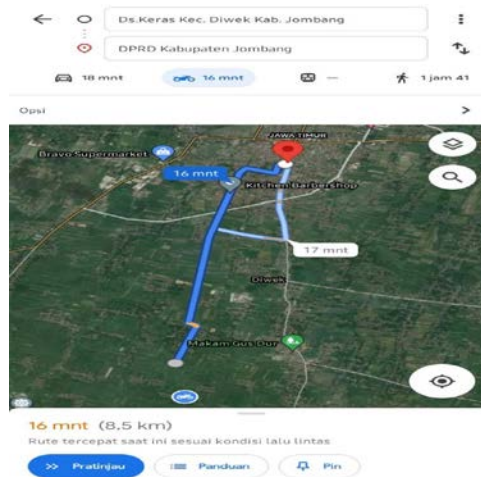 Ds.Keras Kec. Diwek Kab. Jombang
DPRD Kabupaten Jombang
18 mnt
16 mnt
—
1 jam 41
Opsi
JAWA TIMUR
Bravo Supermarket
16 mnt
Kitchen Barbershop
17 mnt
Diwek
Makam Gus Dur
16 mnt (8,5 km)
Rute tercepat saat ini sesuai kondisi lalu lintas
Pratinjau
Panduan
Pin